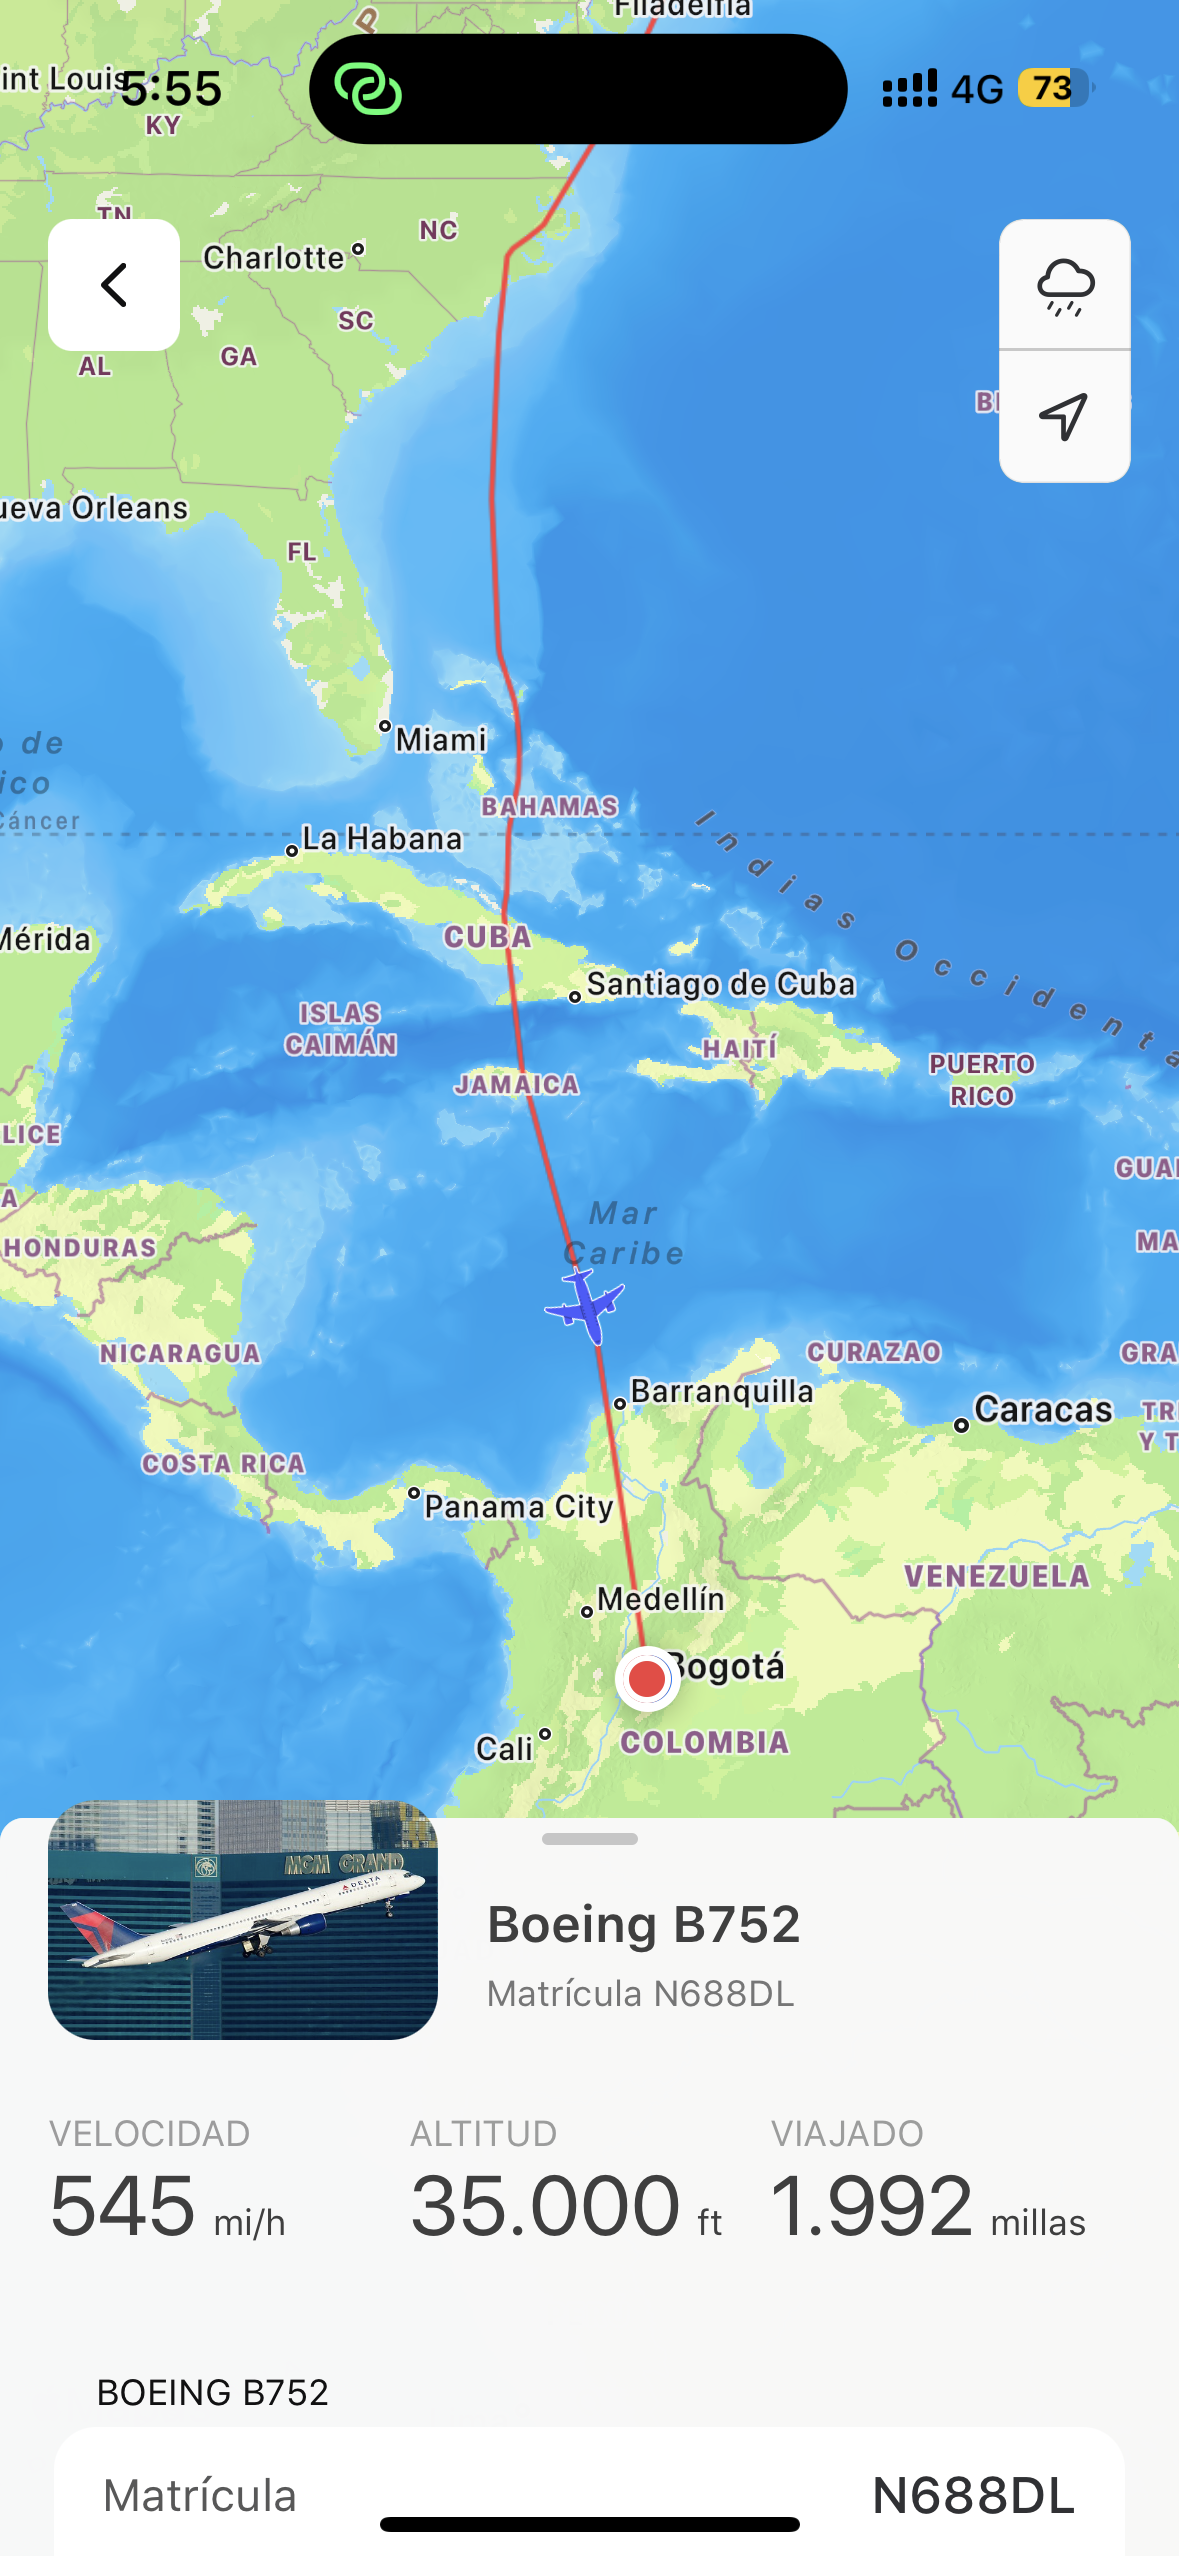 Filadelfia
int Louis
5:55
4G
73
KY
TN
NC
Charlotte
SC
GA
AL
ueva Orleans
FL
Miami
o de
ico
Cáncer
BAHAMAS
La Habana
Indias Occidenta
CUBA
Mérida
Santiago de Cuba
ISLAS
CAIMÁN
HAITÍ
JAMAICA
PUERTO
RICO
LICE
GUA
Mar
Caribe
A
HONDURAS
MA
NICARAGUA
CURAZAO
GRA
Barranquilla
Caracas
TR
Y T
COSTA RICA
Panama City
VENEZUELA
Medellín
Bogotá
Cali
COLOMBIA
MGM GRAND
DELTA
Boeing B752
Matrícula N688DL
VELOCIDAD ALTITUD VIAJADO
545 mi/h 35.000 ft 1.992 millas
BOEING B752
Matrícula N688DL